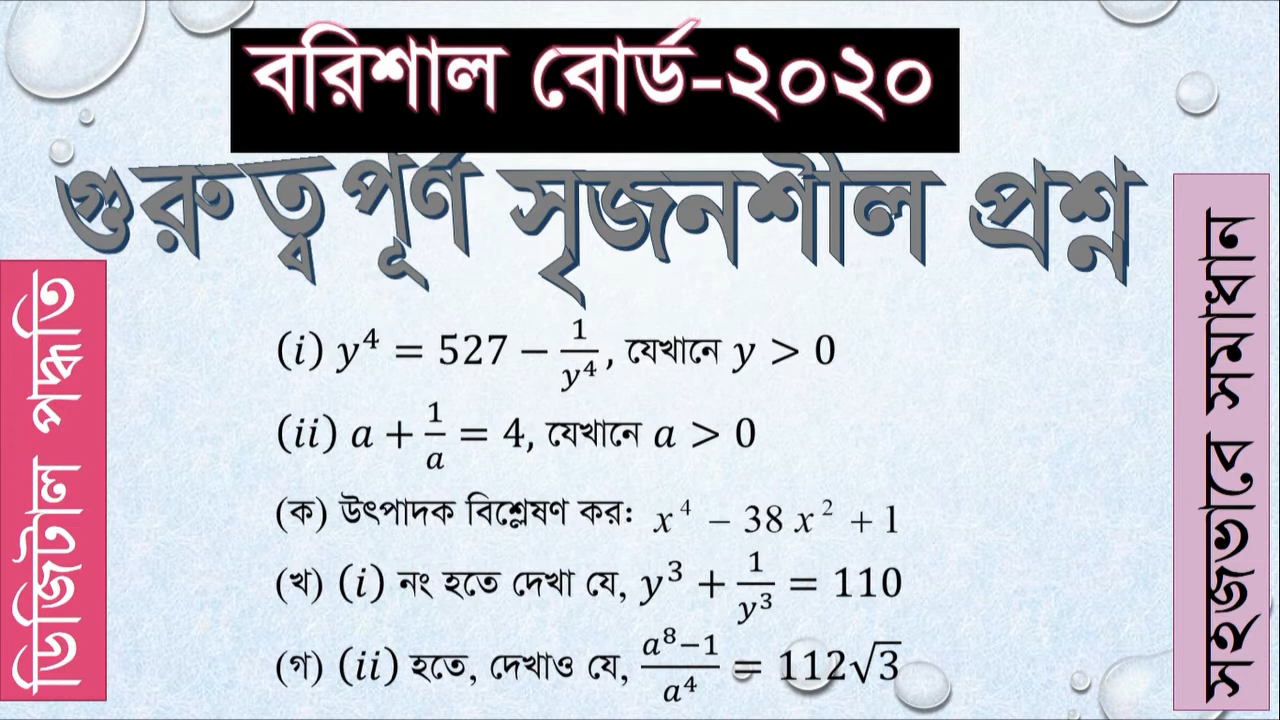 বরিশাল বোর্ড-২০২০
গুরুত্বপূর্ণ সৃজনশীল প্রশ্ন
ডিজিটাল পদ্ধতি
(i) y⁴ = 527 − 1/y⁴, যেখানে y > 0
(ii) a + 1/a = 4, যেখানে a > 0
(ক) উৎপাদক বিশ্লেষণ কর: x⁴ − 38x² + 1
(খ) (i) নং হতে দেখা যে, y³ + 1/y³ = 110
(গ) (ii) হতে, দেখাও যে, (a⁸−1)/a⁴ = 112√3
সহজভাবে সমাধান